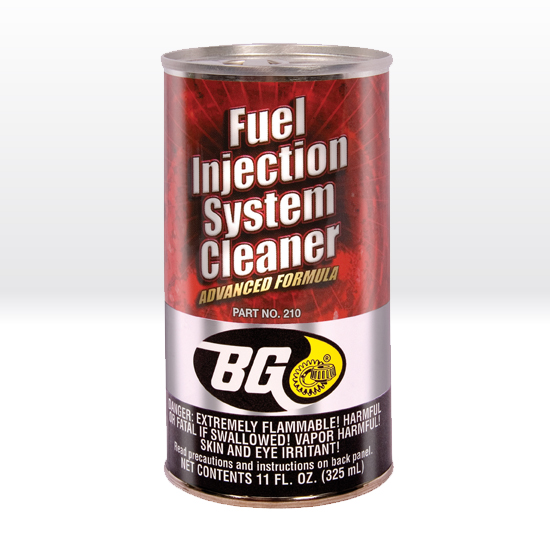 Fuel
Injection
System
Cleaner
ADVANCED FORMULA
PART NO. 210
BG®
DANGER: EXTREMELY FLAMMABLE! HARMFUL
OR FATAL IF SWALLOWED! VAPOR HARMFUL!
SKIN AND EYE IRRITANT!
Read precautions and instructions on back panel.
NET CONTENTS 11 FL. OZ. (325 mL)